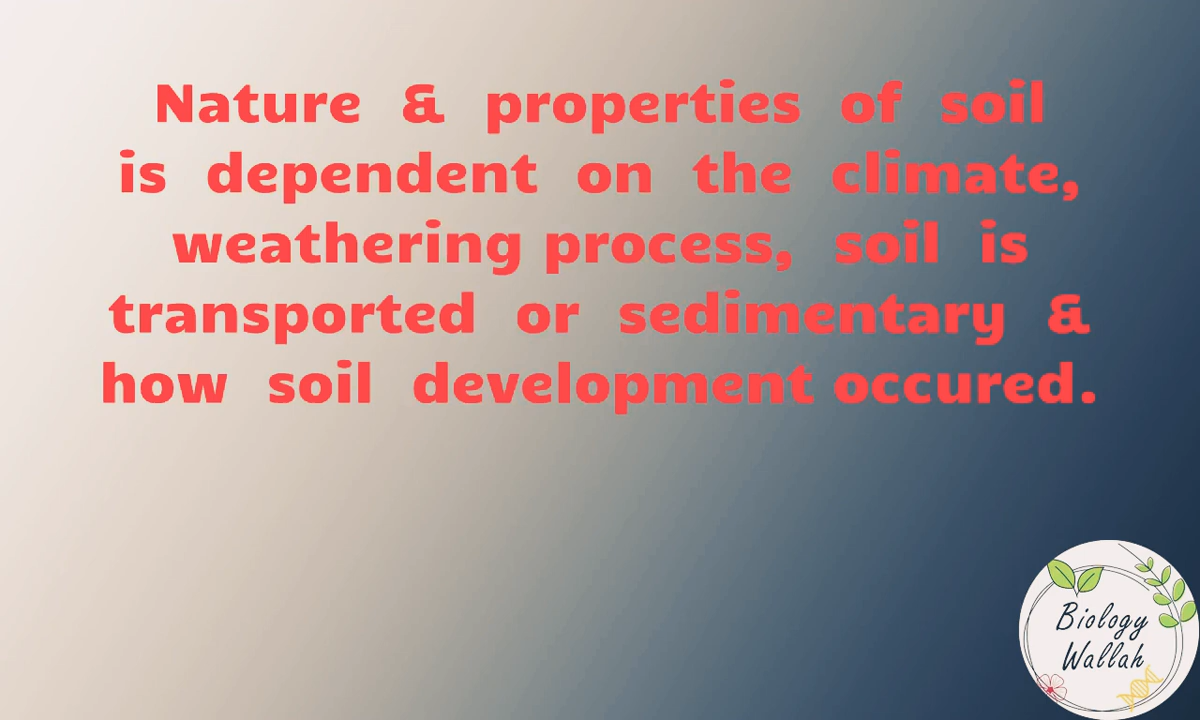 Nature & properties of soil
is dependent on the climate,
weathering process, soil is
transported or sedimentary &
how soil development occured.
Biology
Wallah